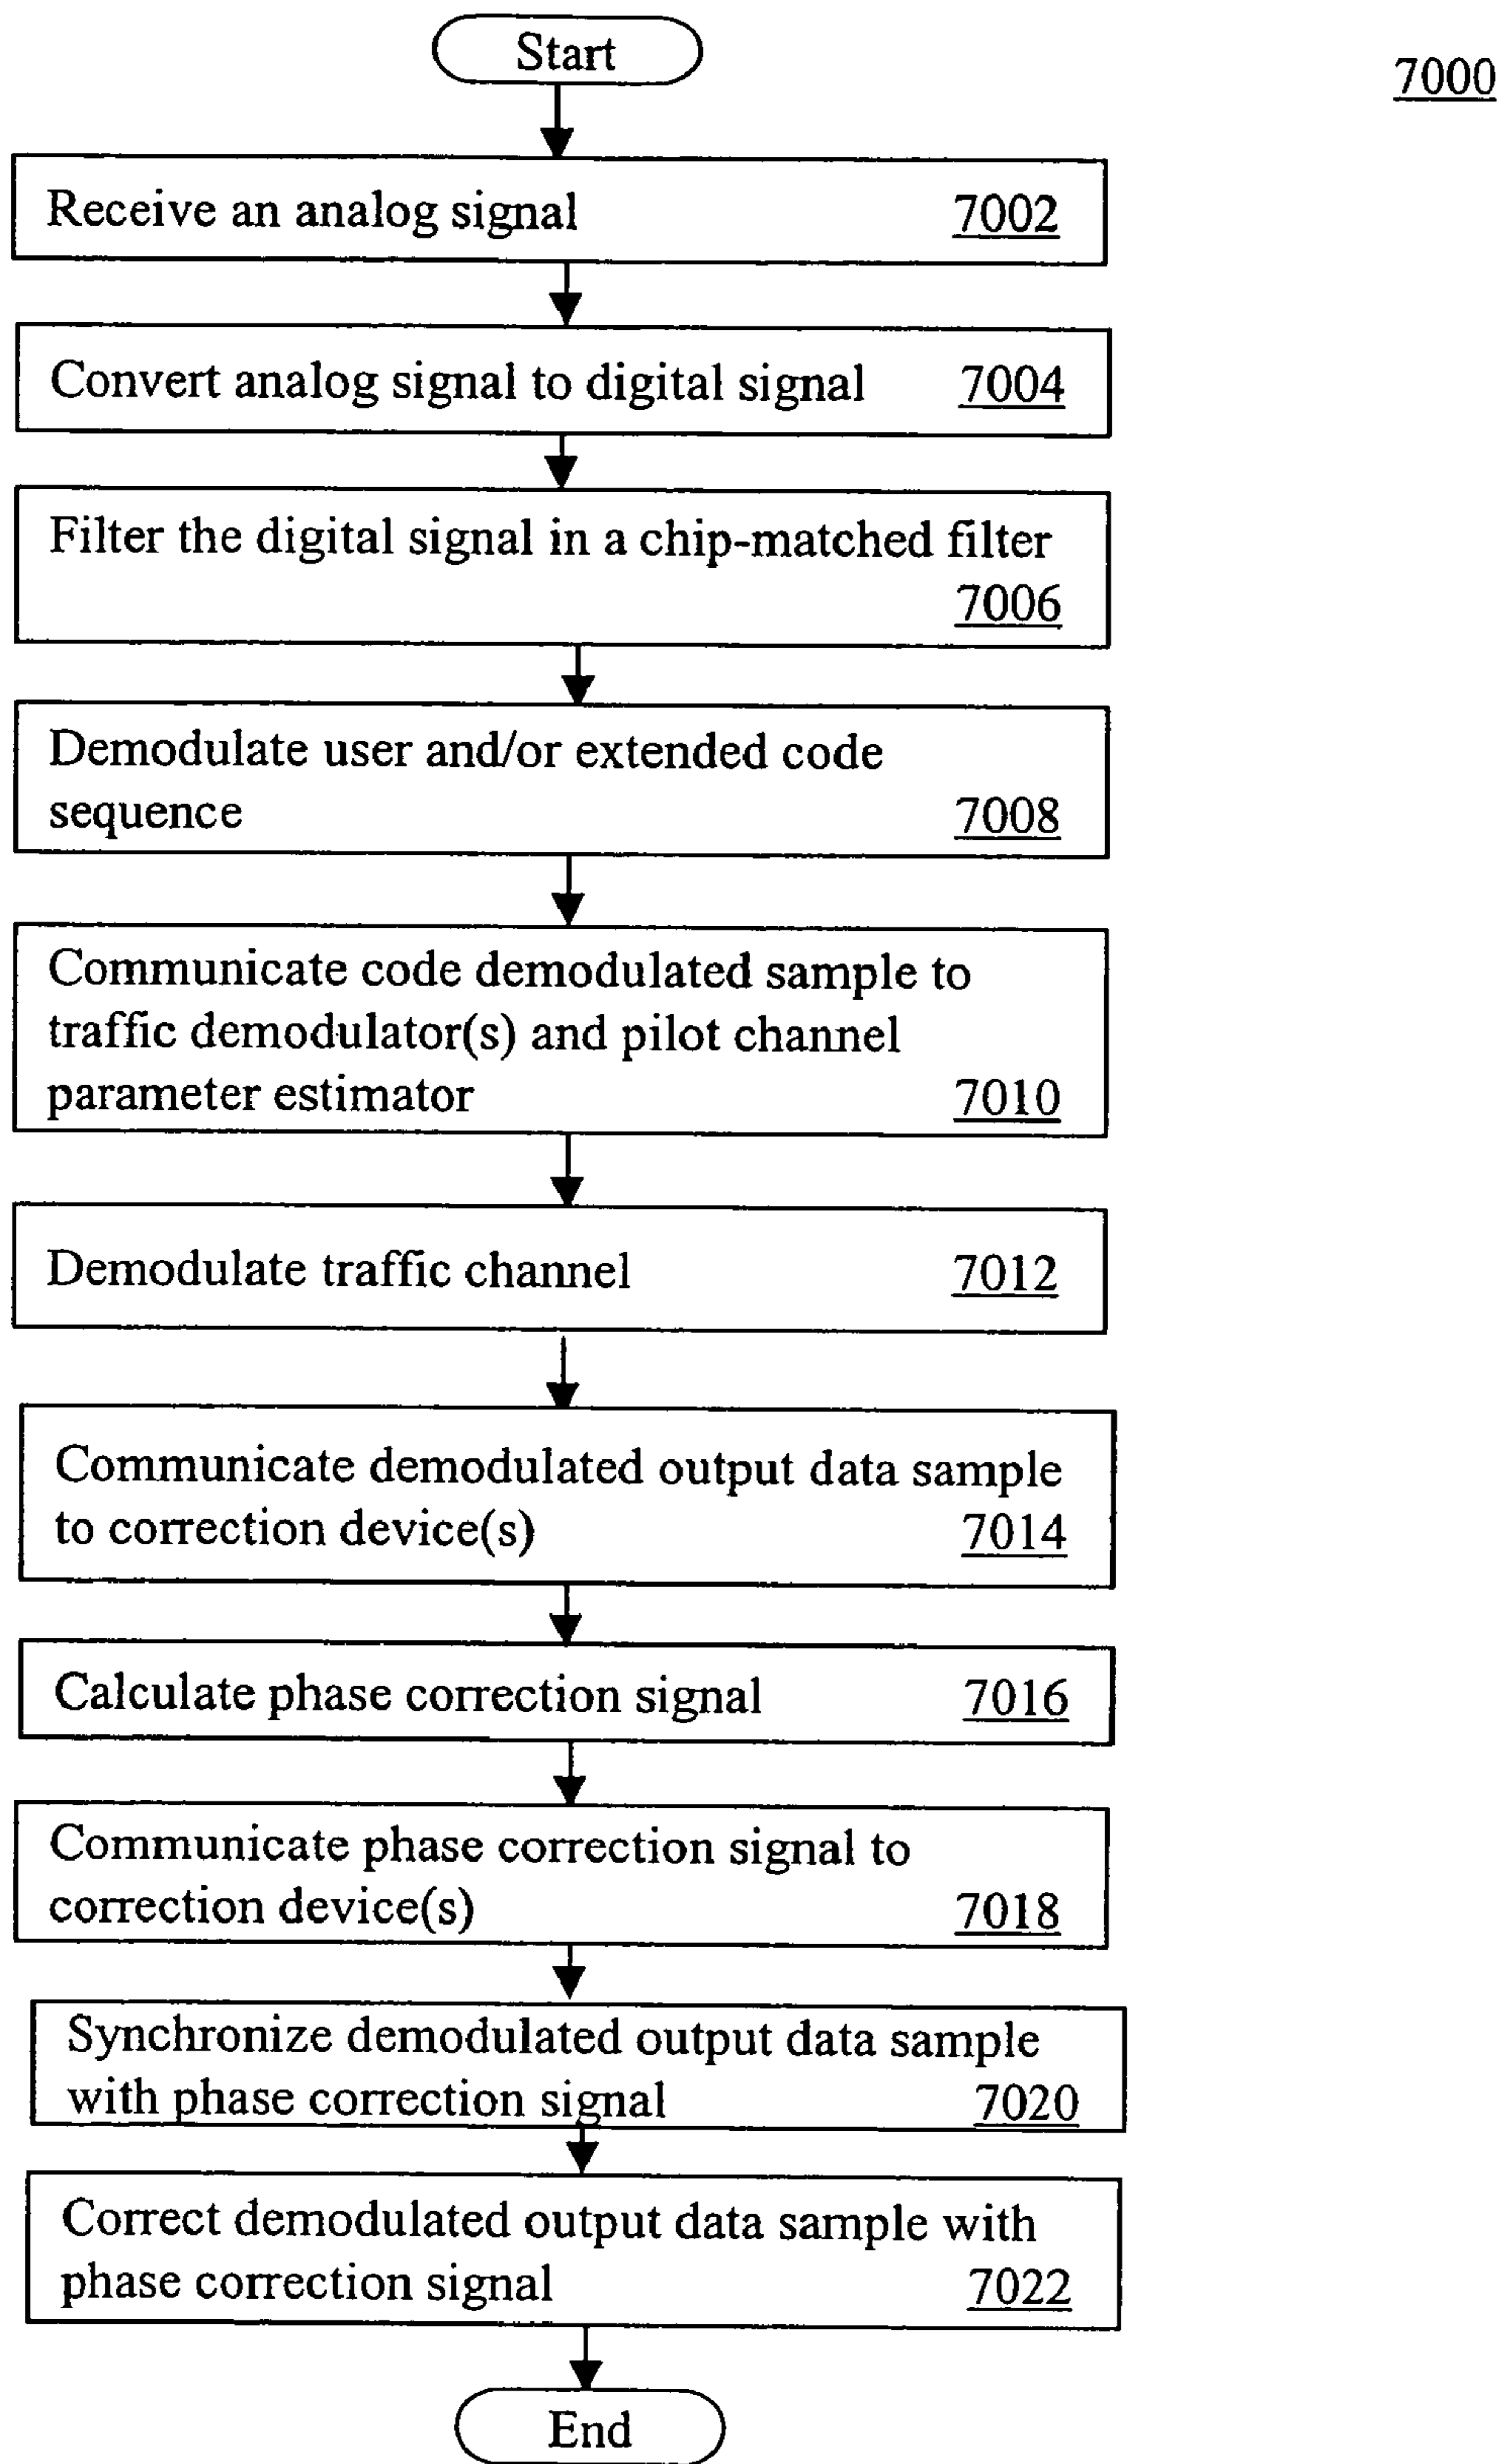 Start
7000
Receive an analog signal 7002
Convert analog signal to digital signal 7004
Filter the digital signal in a chip-matched filter
7006
Demodulate user and/or extended code
sequence 7008
Communicate code demodulated sample to
traffic demodulator(s) and pilot channel
parameter estimator 7010
Demodulate traffic channel 7012
Communicate demodulated output data sample
to correction device(s) 7014
Calculate phase correction signal 7016
Communicate phase correction signal to
correction device(s) 7018
Synchronize demodulated output data sample
with phase correction signal 7020
Correct demodulated output data sample with
phase correction signal 7022
End